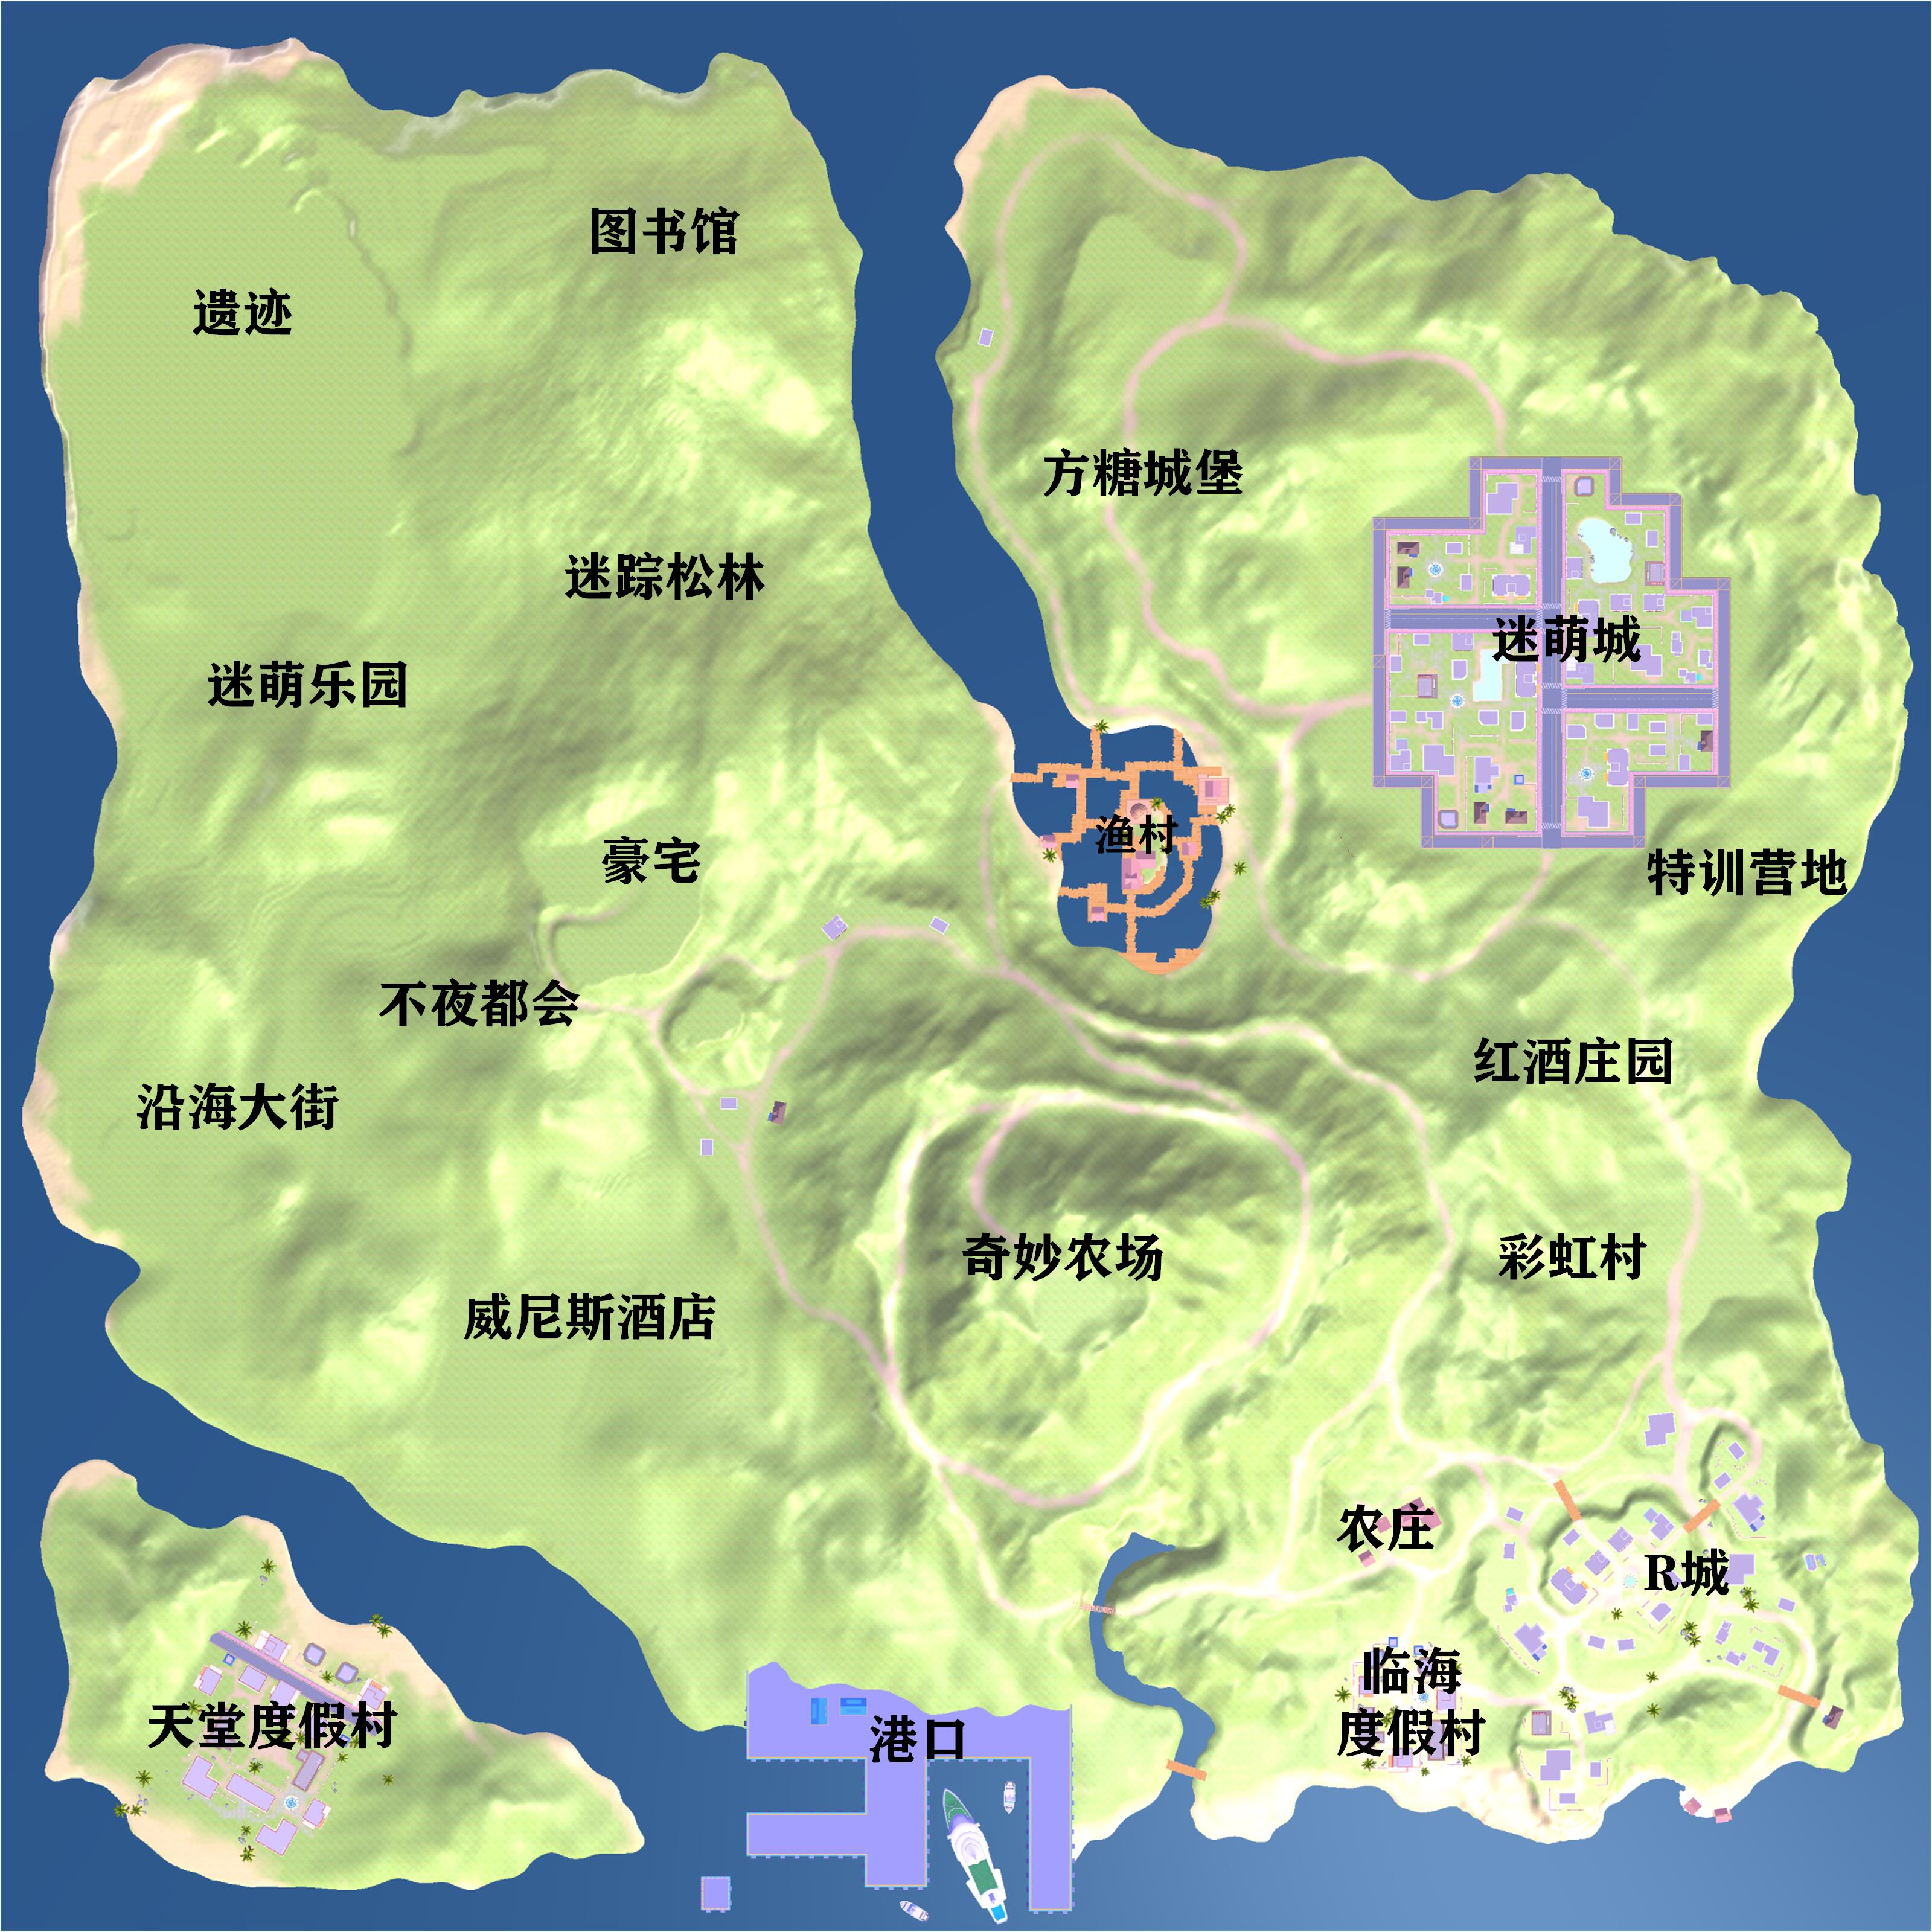 图书馆
遗迹
方糖城堡
迷踪松林
迷萌城
迷萌乐园
渔村
豪宅
特训营地
不夜都会
红酒庄园
沿海大街
奇妙农场
彩虹村
威尼斯酒店
农庄
R城
临海
度假村
天堂度假村
港口